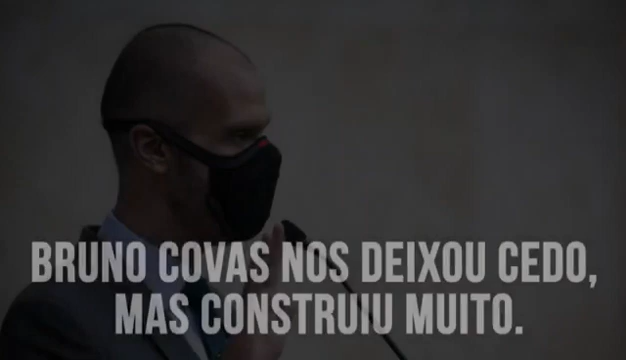 BRUNO COVAS NOS DEIXOU CEDO,
MAS CONSTRUIU MUITO.